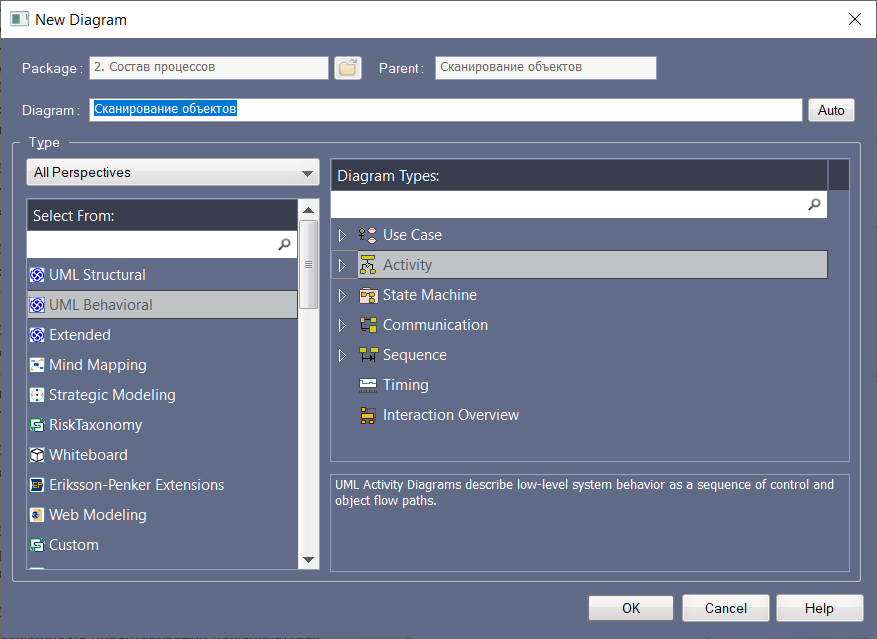 New Diagram
Package : 2. Состав процессов Parent : Сканирование объектов
Diagram : Сканирование объектов Auto
Type
All Perspectives
Select From:
UML Structural
UML Behavioral
Extended
Mind Mapping
Strategic Modeling
RiskTaxonomy
Whiteboard
Eriksson-Penker Extensions
Web Modeling
Custom
Diagram Types:
Use Case
Activity
State Machine
Communication
Sequence
Timing
Interaction Overview
UML Activity Diagrams describe low-level system behavior as a sequence of control and
object flow paths.
OK Cancel Help